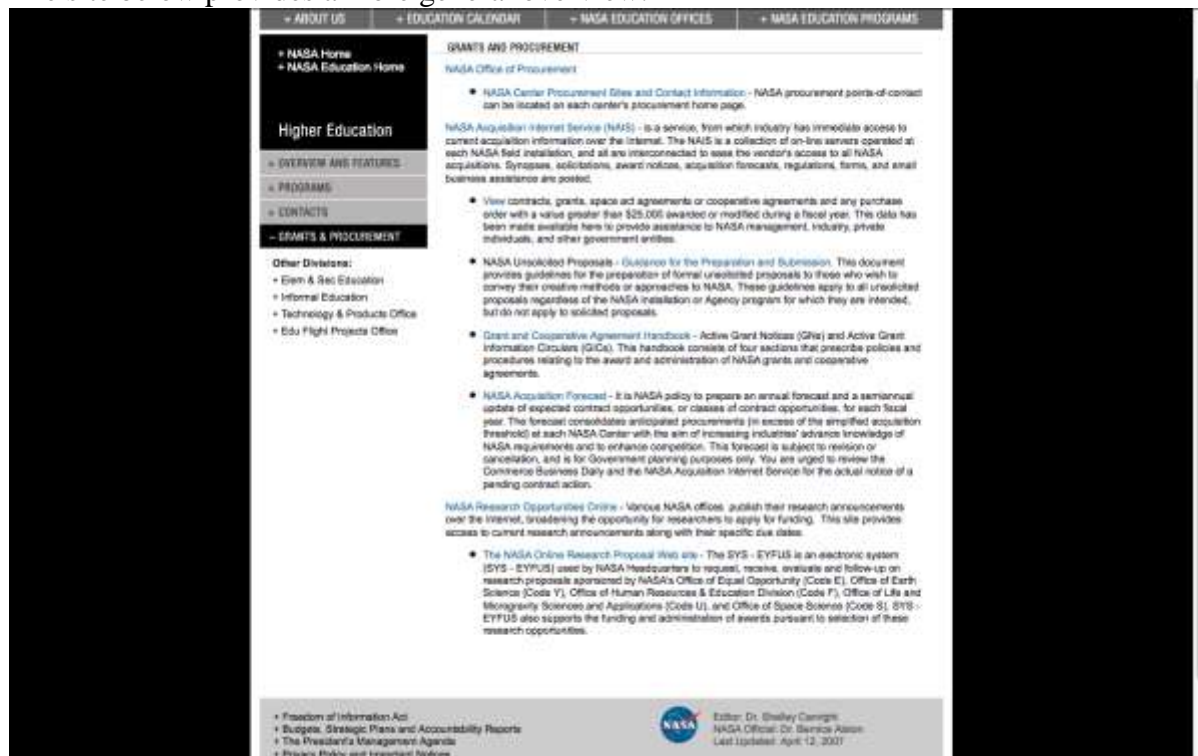 The site below provides a more general overview.
+ ABOUT US
+ EDUCATION CALENDAR
+ NASA EDUCATION OFFICES
+ NASA EDUCATION PROGRAMS
+ NASA Home
+ NASA Education Home
Higher Education
+ OVERVIEW AND FEATURES
+ PROGRAMS
+ CONTACTS
– GRANTS & PROCUREMENT
Other Divisions:
+ Elem & Sec Education
+ Informal Education
+ Technology & Products Office
+ Edu Flight Projects Office
GRANTS AND PROCUREMENT
NASA Office of Procurement
• NASA Center Procurement Sites and Contact Information - NASA procurement points-of-contact
can be located on each center's procurement home page.
NASA Acquisition Internet Service (NAIS) - is a service, from which industry has immediate access to
current acquisition information over the Internet. The NAIS is a collection of on-line servers operated at
each NASA field installation, and all are interconnected to ease the vendor's access to all NASA
acquisitions. Synopses, solicitations, award notices, acquisition forecasts, regulations, forms, and small
business assistance are posted.
• View contracts, grants, space act agreements or cooperative agreements and any purchase
order with a value greater than $25,000 awarded or modified during a fiscal year. This data has
been made available here to provide assistance to NASA management, industry, private
individuals, and other government entities.
• NASA Unsolicited Proposals - Guidance for the Preparation and Submission. This document
provides guidelines for the preparation of formal unsolicited proposals to those who wish to
convey their creative methods or approaches to NASA. These guidelines apply to all unsolicited
proposals regardless of the NASA installation or Agency program for which they are intended,
but do not apply to solicited proposals.
• Grant and Cooperative Agreement Handbook - Active Grant Notices (GNs) and Active Grant
Information Circulars (GICs). This handbook consists of four sections that prescribe policies and
procedures relating to the award and administration of NASA grants and cooperative
agreements.
• NASA Acquisition Forecast - It is NASA policy to prepare an annual forecast and a semiannual
update of expected contract opportunities, or classes of contract opportunities, for each fiscal
year. The forecast consolidates anticipated procurements (in excess of the simplified acquisition
threshold) at each NASA Center with the aim of increasing industries' advance knowledge of
NASA requirements and to enhance competition. This forecast is subject to revision or
cancellation, and is for Government planning purposes only. You are urged to review the
Commerce Business Daily and the NASA Acquisition Internet Service for the actual notice of a
pending contract action.
NASA Research Opportunities Online - Various NASA offices, publish their research announcements
over the Internet, broadening the opportunity for researchers to apply for funding. This site provides
access to current research announcements along with their specific due dates.
• The NASA Online Research Proposal Web site - The SYS - EYFUS is an electronic system
(SYS - EYFUS) used by NASA Headquarters to request, receive, evaluate and follow-up on
research proposals sponsored by NASA's Office of Equal Opportunity (Code E), Office of Earth
Science (Code Y), Office of Human Resources & Education Division (Code F), Office of Life and
Microgravity Sciences and Applications (Code U), and Office of Space Science (Code S). SYS -
EYFUS also supports the funding and administration of awards pursuant to selection of these
research opportunities.
+ Freedom of Information Act
+ Budgets, Strategic Plans and Accountability Reports
+ The President's Management Agenda
+ Privacy Policy and Important Notices
NASA
Editor: Dr. Shelley
NASA Official: Dr. Bernice Alston
Last Updated: April 12, 2007